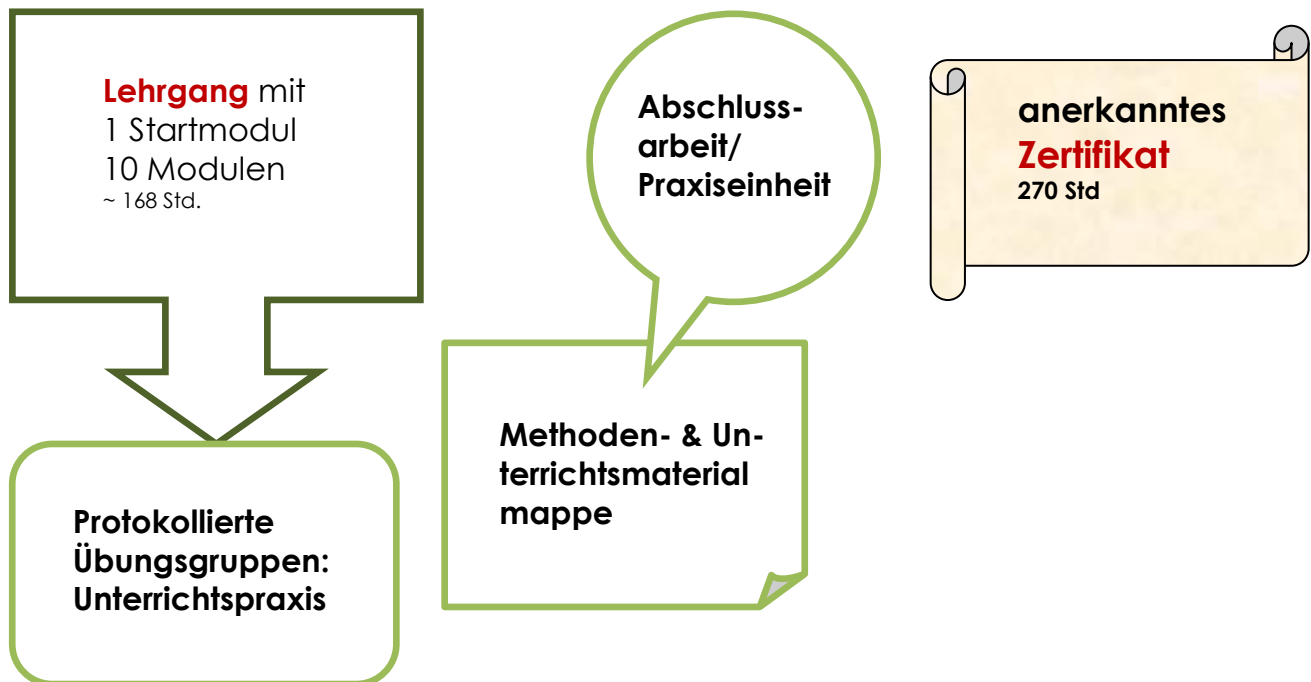 Lehrgang mit
1 Startmodul
10 Modulen
~ 168 Std.
Protokollierte
Übungsgruppen:
Unterrichtspraxis
Abschluss-
arbeit/
Praxiseinheit
Methoden- & Un-
terrichtsmaterial
mappe
anerkanntes
Zertifikat
270 Std